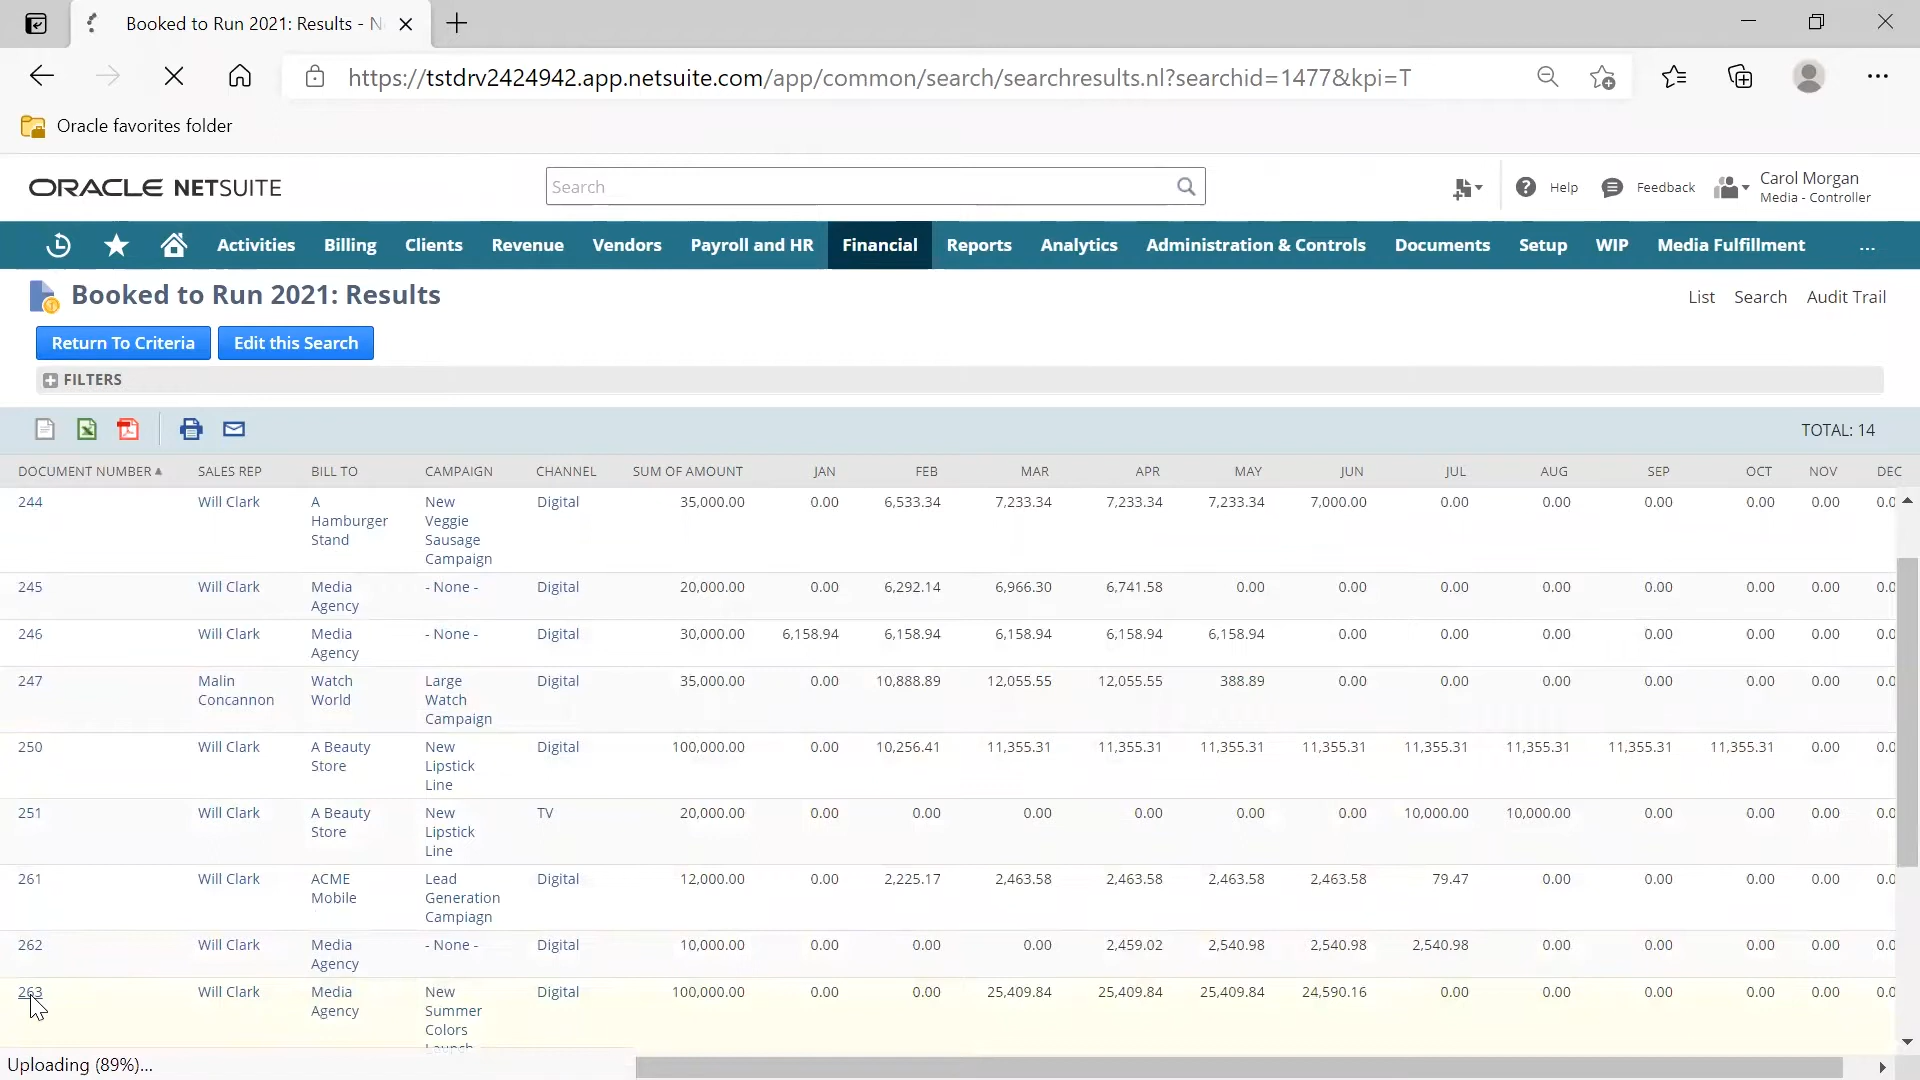 Booked to Run 2021: Results - N
https://tstdrv2424942.app.netsuite.com/app/common/search/searchresults.nl?searchid=1477&kpi=T
Oracle favorites folder
ORACLE NETSUITE
Search
Help
Feedback
Carol Morgan
Media - Controller
Activities Billing Clients Revenue Vendors Payroll and HR Financial Reports Analytics Administration & Controls Documents Setup WIP Media Fulfillment ...
Booked to Run 2021: Results
List Search Audit Trail
Return To Criteria Edit this Search
FILTERS
TOTAL: 14
DOCUMENT NUMBER SALES REP BILL TO CAMPAIGN CHANNEL SUM OF AMOUNT JAN FEB MAR APR MAY JUN JUL AUG SEP OCT NOV DEC
244 Will Clark A Digital 35,000.00 0.00 6,533.34 7,233.34 7,233.34 7,233.34 7,000.00 0.00 0.00 0.00 0.00 0.00 0.0
Hamburger
Stand
New
Veggie
Sausage
Campaign
245 Will Clark Media - None - Digital 20,000.00 0.00 6,292.14 6,966.30 6,741.58 0.00 0.00 0.00 0.00 0.00 0.00 0.00 0.0
Agency
246 Will Clark Media - None - Digital 30,000.00 6,158.94 6,158.94 6,158.94 6,158.94 6,158.94 0.00 0.00 0.00 0.00 0.00 0.00 0.0
Agency
247 Malin Watch Large Digital 35,000.00 0.00 10,888.89 12,055.55 12,055.55 388.89 0.00 0.00 0.00 0.00 0.00 0.00 0.0
Concannon World Watch
Campaign
250 Will Clark A Beauty New Digital 100,000.00 0.00 10,256.41 11,355.31 11,355.31 11,355.31 11,355.31 11,355.31 11,355.31 11,355.31 11,355.31 0.00 0.0
Store Lipstick
Line
251 Will Clark A Beauty New TV 20,000.00 0.00 0.00 0.00 0.00 0.00 0.00 10,000.00 10,000.00 0.00 0.00 0.00 0.0
Store Lipstick
Line
261 Will Clark ACME Lead Digital 12,000.00 0.00 2,225.17 2,463.58 2,463.58 2,463.58 2,463.58 79.47 0.00 0.00 0.00 0.00 0.0
Mobile Generation
Campiagn
262 Will Clark Media - None - Digital 10,000.00 0.00 0.00 0.00 2,459.02 2,540.98 2,540.98 2,540.98 0.00 0.00 0.00 0.00 0.0
Agency
263 Will Clark Media New Digital 100,000.00 0.00 0.00 25,409.84 25,409.84 25,409.84 24,590.16 0.00 0.00 0.00 0.00 0.00 0.0
Agency Summer
Colors
Launch
Uploading (89%)...